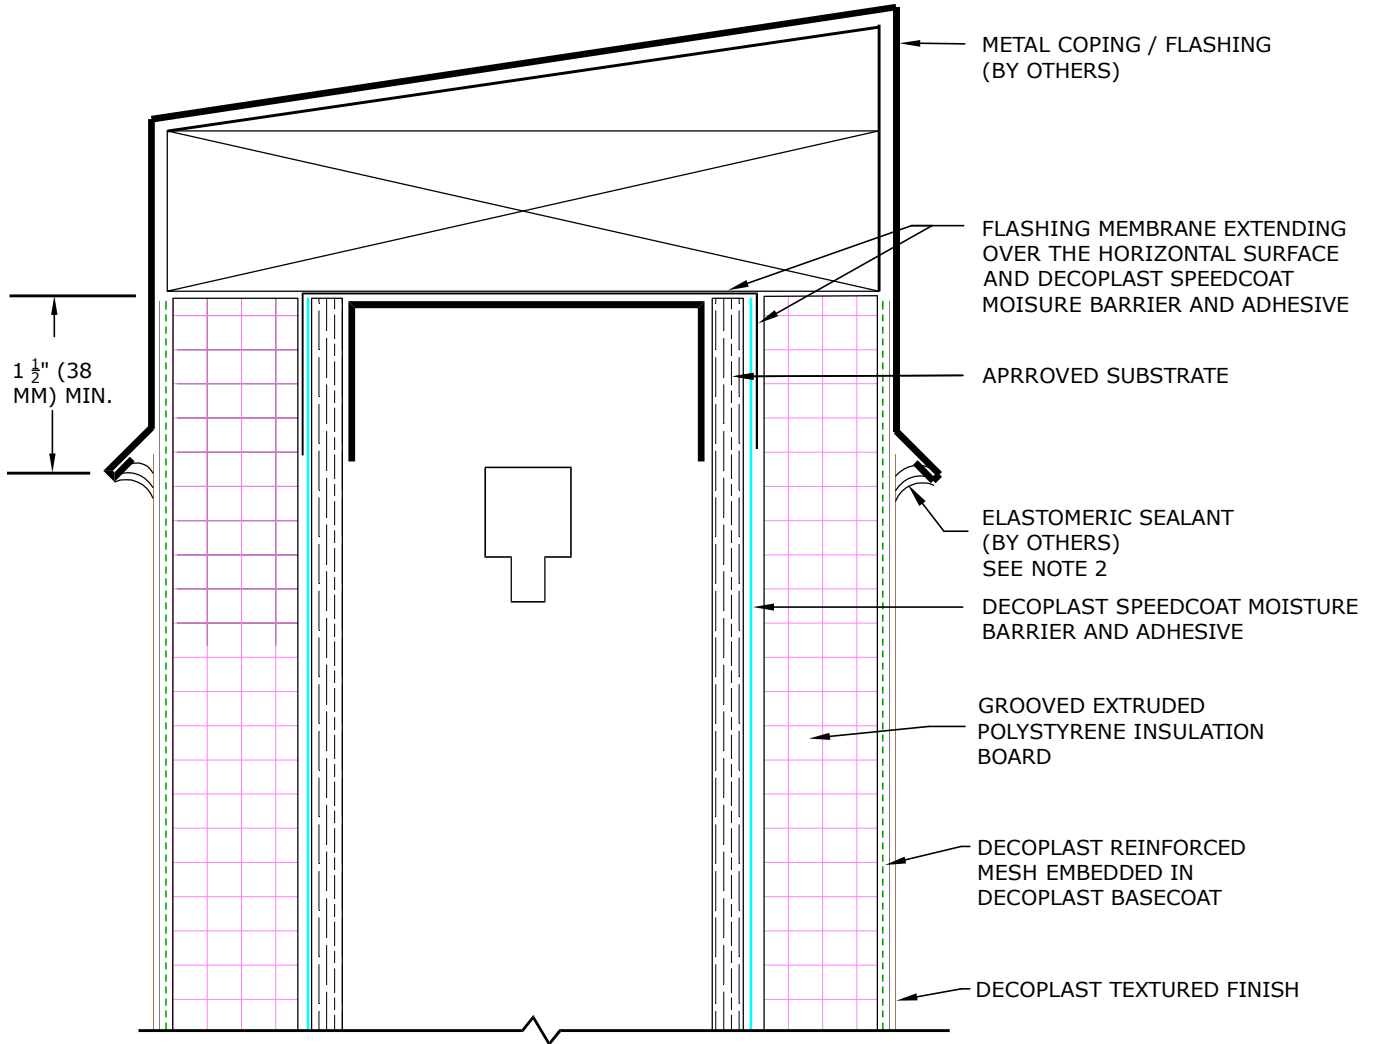 METAL COPING / FLASHING
(BY OTHERS)
FLASHING MEMBRANE EXTENDING
OVER THE HORIZONTAL SURFACE
AND DECOPLAST SPEEDCOAT
MOISURE BARRIER AND ADHESIVE
1 ½" (38
MM) MIN.
APRROVED SUBSTRATE
ELASTOMERIC SEALANT
(BY OTHERS)
SEE NOTE 2
DECOPLAST SPEEDCOAT MOISTURE
BARRIER AND ADHESIVE
GROOVED EXTRUDED
POLYSTYRENE INSULATION
BOARD
DECOPLAST REINFORCED
MESH EMBEDDED IN
DECOPLAST BASECOAT
DECOPLAST TEXTURED FINISH